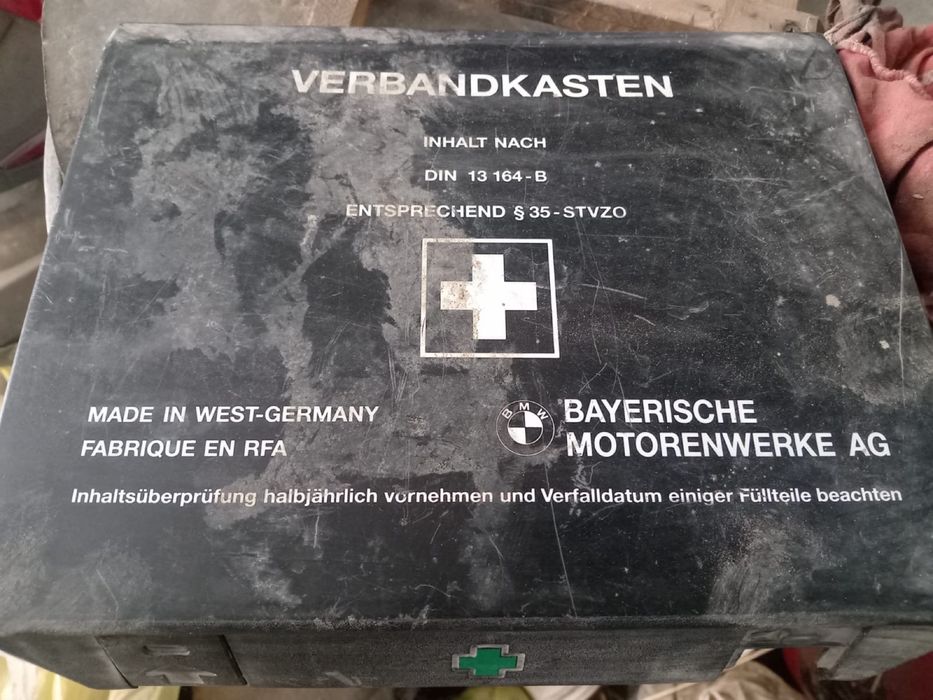 VERBANDKASTEN
INHALT NACH
DIN 13 164-B
ENTSPRECHEND § 35-STVZO
MADE IN WEST-GERMANY
FABRIQUE EN RFA
BMW
BAYERISCHE
MOTORENWERKE AG
Inhaltsüberprüfung halbjährlich vornehmen und Verfalldatum einiger Füllteile beachten